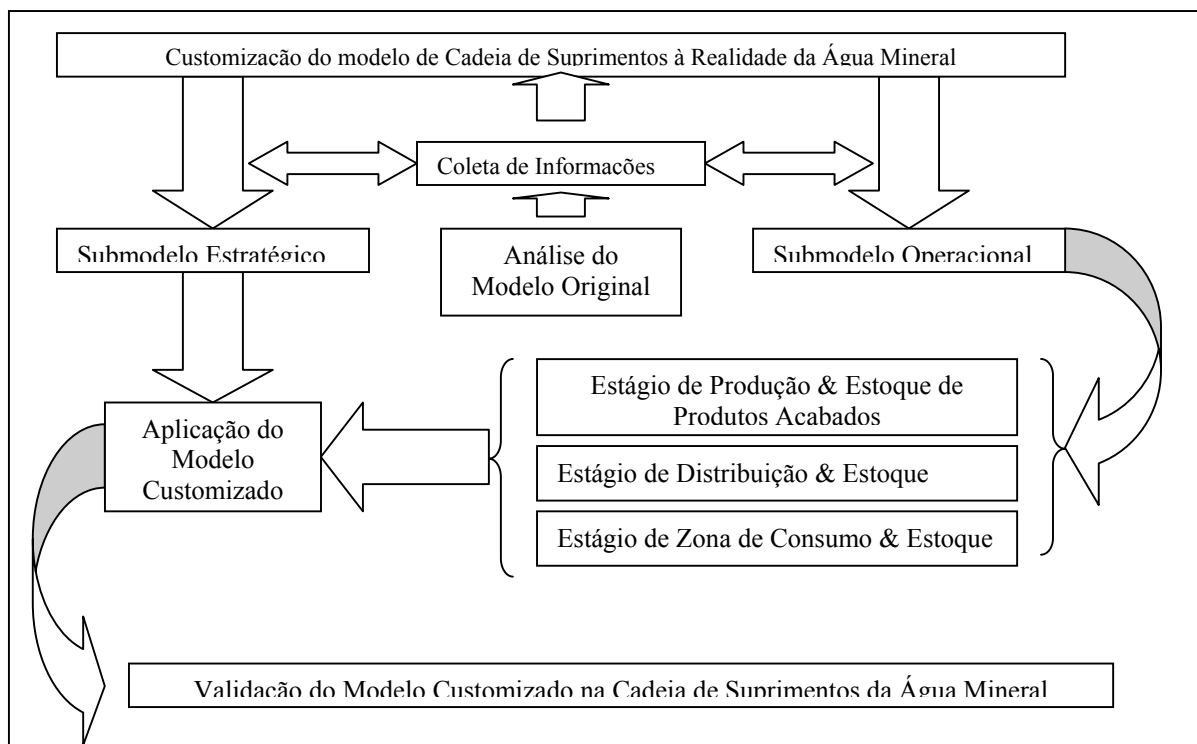 Customização do modelo de Cadeia de Suprimentos à Realidade da Água Mineral
Coleta de Informações
Submodelo Estratégico
Análise do
Modelo Original
Submodelo Operacional
Estágio de Produção & Estoque de
Produtos Acabados
Aplicação do
Modelo
Customizado
Estágio de Distribuição & Estoque
Estágio de Zona de Consumo & Estoque
Validação do Modelo Customizado na Cadeia de Suprimentos da Água Mineral